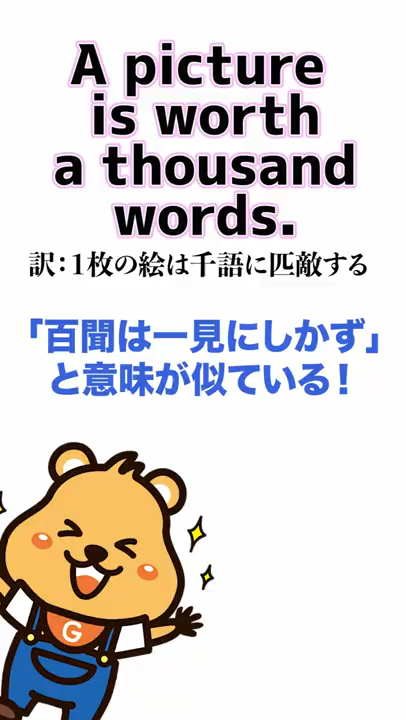 A picture
is worth
a thousand
words.
訳：1枚の絵は千語に匹敵する
「百聞は一見にしかず」
と意味が似ている！
G